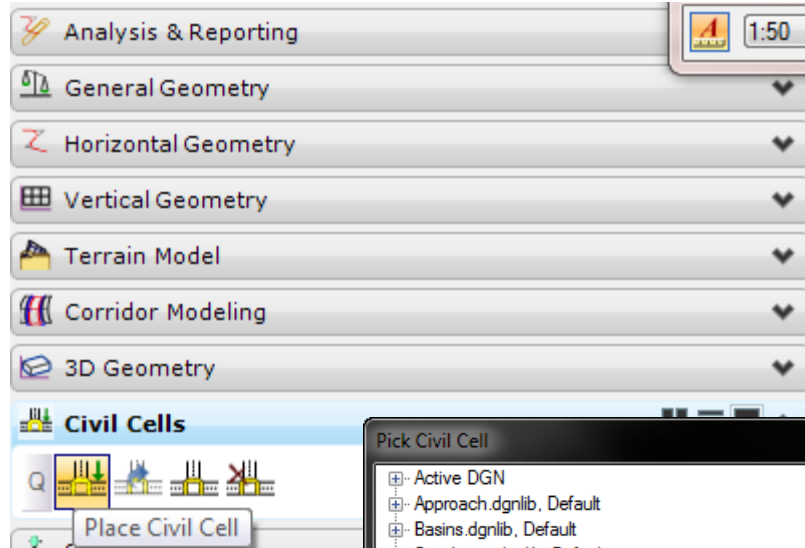 Analysis & Reporting
1:50
General Geometry
Horizontal Geometry
Vertical Geometry
Terrain Model
Corridor Modeling
3D Geometry
Civil Cells
Pick Civil Cell
Q
Active DGN
Approach.dgnlib, Default
Place Civil Cell
Basins.dgnlib, Default